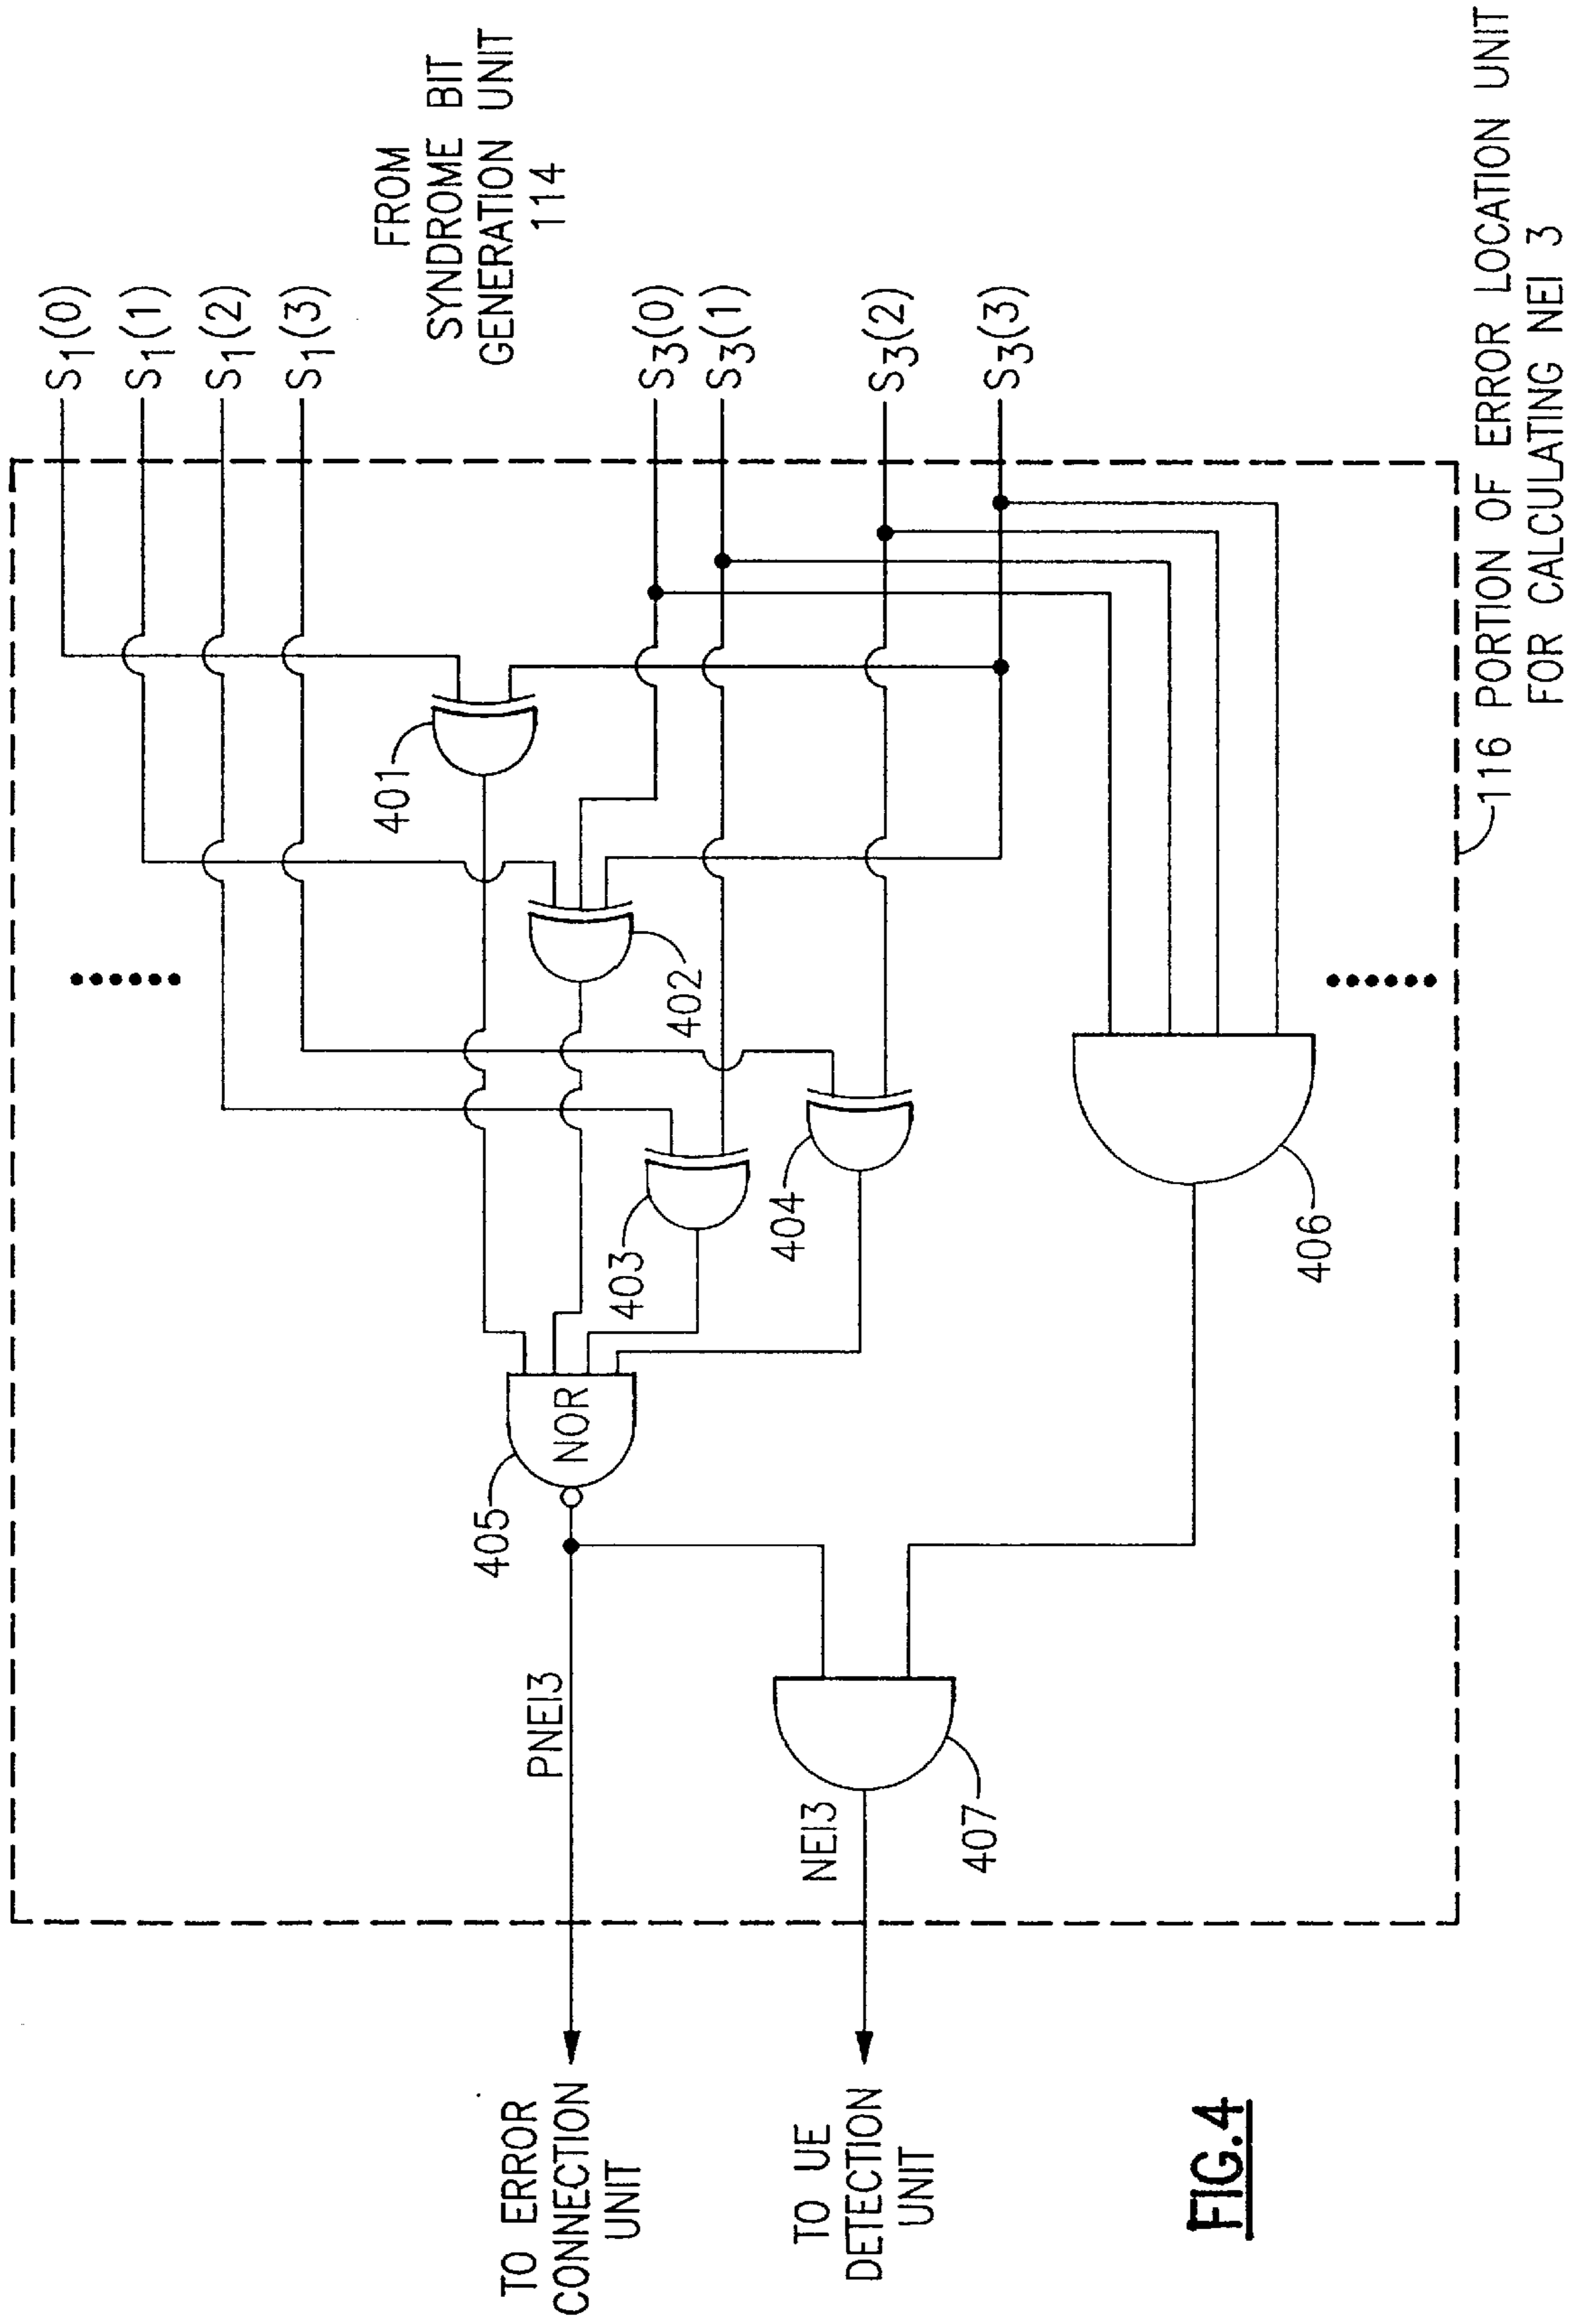 S1(0)
S1(1)
S1(2)
S1(3)
FROM
SYNDROME BIT
GENERATION UNIT
114
S3(0)
S3(1)
S3(2)
S3(3)
401
402
403
404
405
NOR
406
407
PNEI3
NEI3
TO ERROR
CONNECTION
UNIT
TO UE
DETECTION
UNIT
116 PORTION OF ERROR LOCATION UNIT
FOR CALCULATING NEI 3
FIG.4